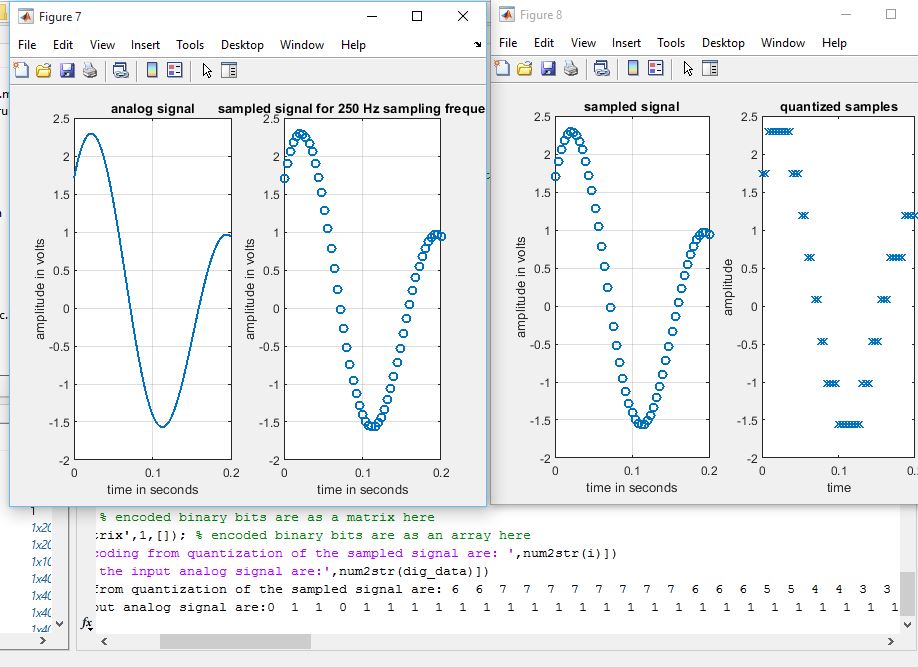 Figure 7
File Edit View Insert Tools Desktop Window Help
analog signal
sampled signal for 250 Hz sampling freque
2.5
2
1.5
1
0.5
0
-0.5
-1
-1.5
-2
amplitude in volts
0 0.1 0.2
time in seconds
2.5
2
1.5
1
0.5
0
-0.5
-1
-1.5
-2
amplitude in volts
0 0.1 0.2
time in seconds
Figure 8
File Edit View Insert Tools Desktop Window Help
sampled signal
quantized samples
2.5
2
1.5
1
0.5
0
-0.5
-1
-1.5
-2
amplitude in volts
0 0.1 0.2
time in seconds
2.5
2
1.5
1
0.5
0
-0.5
-1
-1.5
-2
amplitude
0 0.1 0.
time
.m
ru
c.
1
1x20
1x20
1x10
1x40
1x40
1x40
1x40
% encoded binary bits are as a matrix here
rix',1,[]); % encoded binary bits are as an array here
coding from quantization of the sampled signal are: ',num2str(i)])
the input analog signal are:',num2str(dig_data)])
from quantization of the sampled signal are: 6 6 7 7 7 7 7 7 7 7 7 6 6 6 5 5 4 4 3 3
put analog signal are:0 1 1 0 1 1 1 1 1 1 1 1 1 1 1 1 1 1 1 1 1 1 1 1 1 1 1
fx